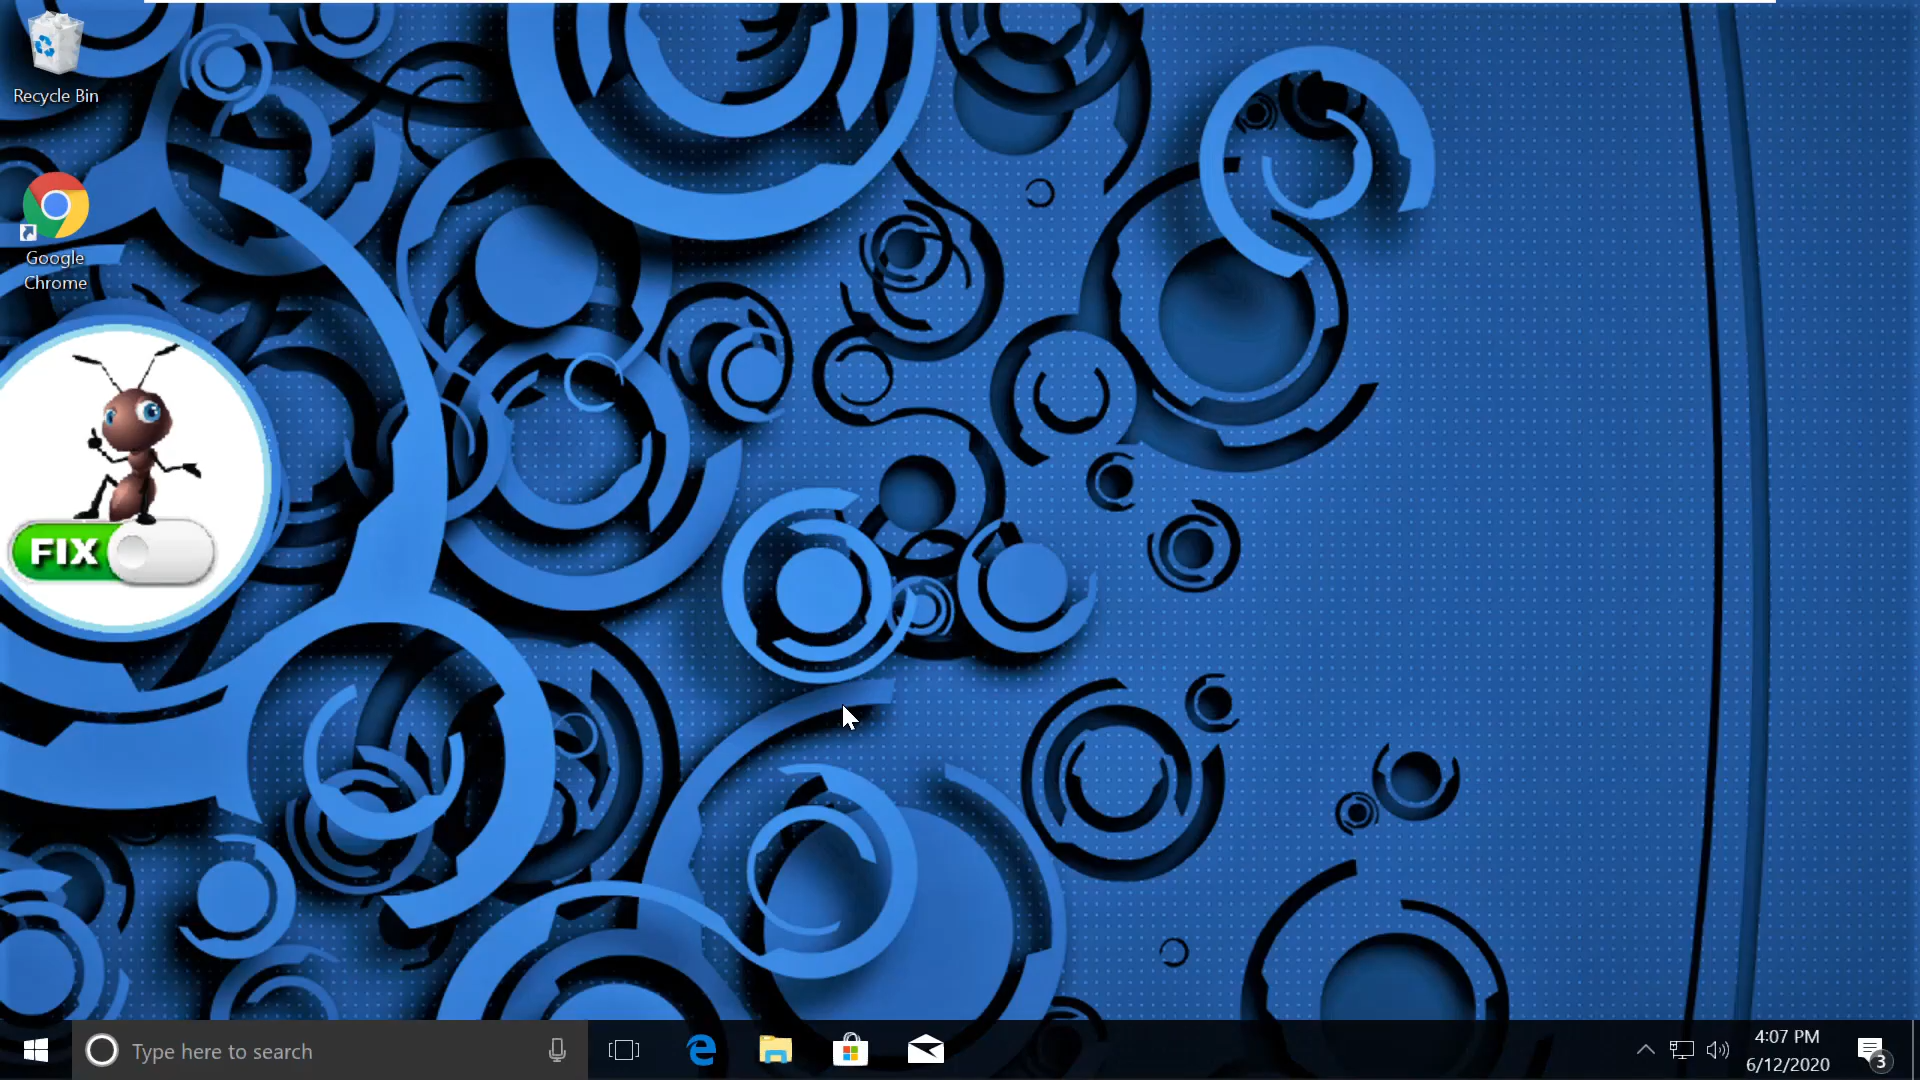 Recycle Bin
Google
Chrome
FIX
Type here to search
4:07 PM
6/12/2020
3